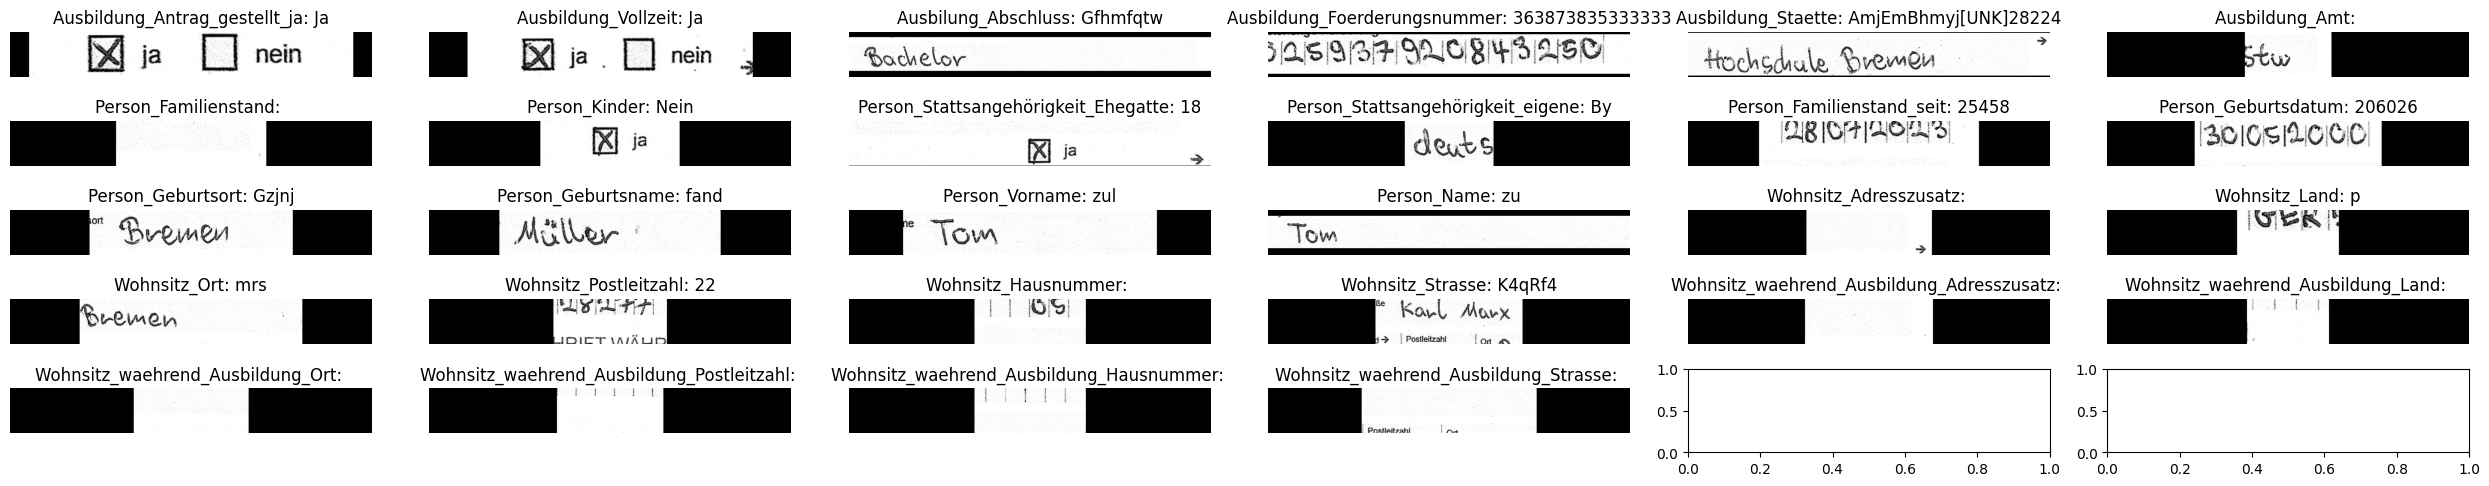 Ausbildung_Antrag_gestellt_ja: Ja
ja nein
Ausbildung_Vollzeit: Ja
ja nein
Ausbilung_Abschluss: Gfhmfqtw
Bachelor
Ausbildung_Foerderungsnummer: 363873835333333
325937920843250
Ausbildung_Staette: AmjEmBhmyj[UNK]28224
Hochschule Bremen
Ausbildung_Amt:
Stw
Person_Familienstand:
Person_Kinder: Nein
ja
Person_Stattsangehörigkeit_Ehegatte: 18
ja
Person_Stattsangehörigkeit_eigene: By
deuts
Person_Familienstand_seit: 25458
28072023
Person_Geburtsdatum: 206026
30052000
Person_Geburtsort: Gzjnj
sort Bremen
Person_Geburtsname: fand
Müller
Person_Vorname: zul
me Tom
Person_Name: zu
Tom
Wohnsitz_Adresszusatz:
Wohnsitz_Land: p
GER
Wohnsitz_Ort: mrs
Bremen
Wohnsitz_Postleitzahl: 22
28277
HRIFT WÄHR
Wohnsitz_Hausnummer:
05
Wohnsitz_Strasse: K4qRf4
ße Karl Marx
Postleitzahl Ort
Wohnsitz_waehrend_Ausbildung_Adresszusatz:
Wohnsitz_waehrend_Ausbildung_Land:
Wohnsitz_waehrend_Ausbildung_Ort:
Wohnsitz_waehrend_Ausbildung_Postleitzahl:
Wohnsitz_waehrend_Ausbildung_Hausnummer:
Wohnsitz_waehrend_Ausbildung_Strasse:
Postleitzahl Ort
1.0
0.5
0.0
0.0 0.2 0.4 0.6 0.8 1.0
1.0
0.5
0.0
0.0 0.2 0.4 0.6 0.8 1.0